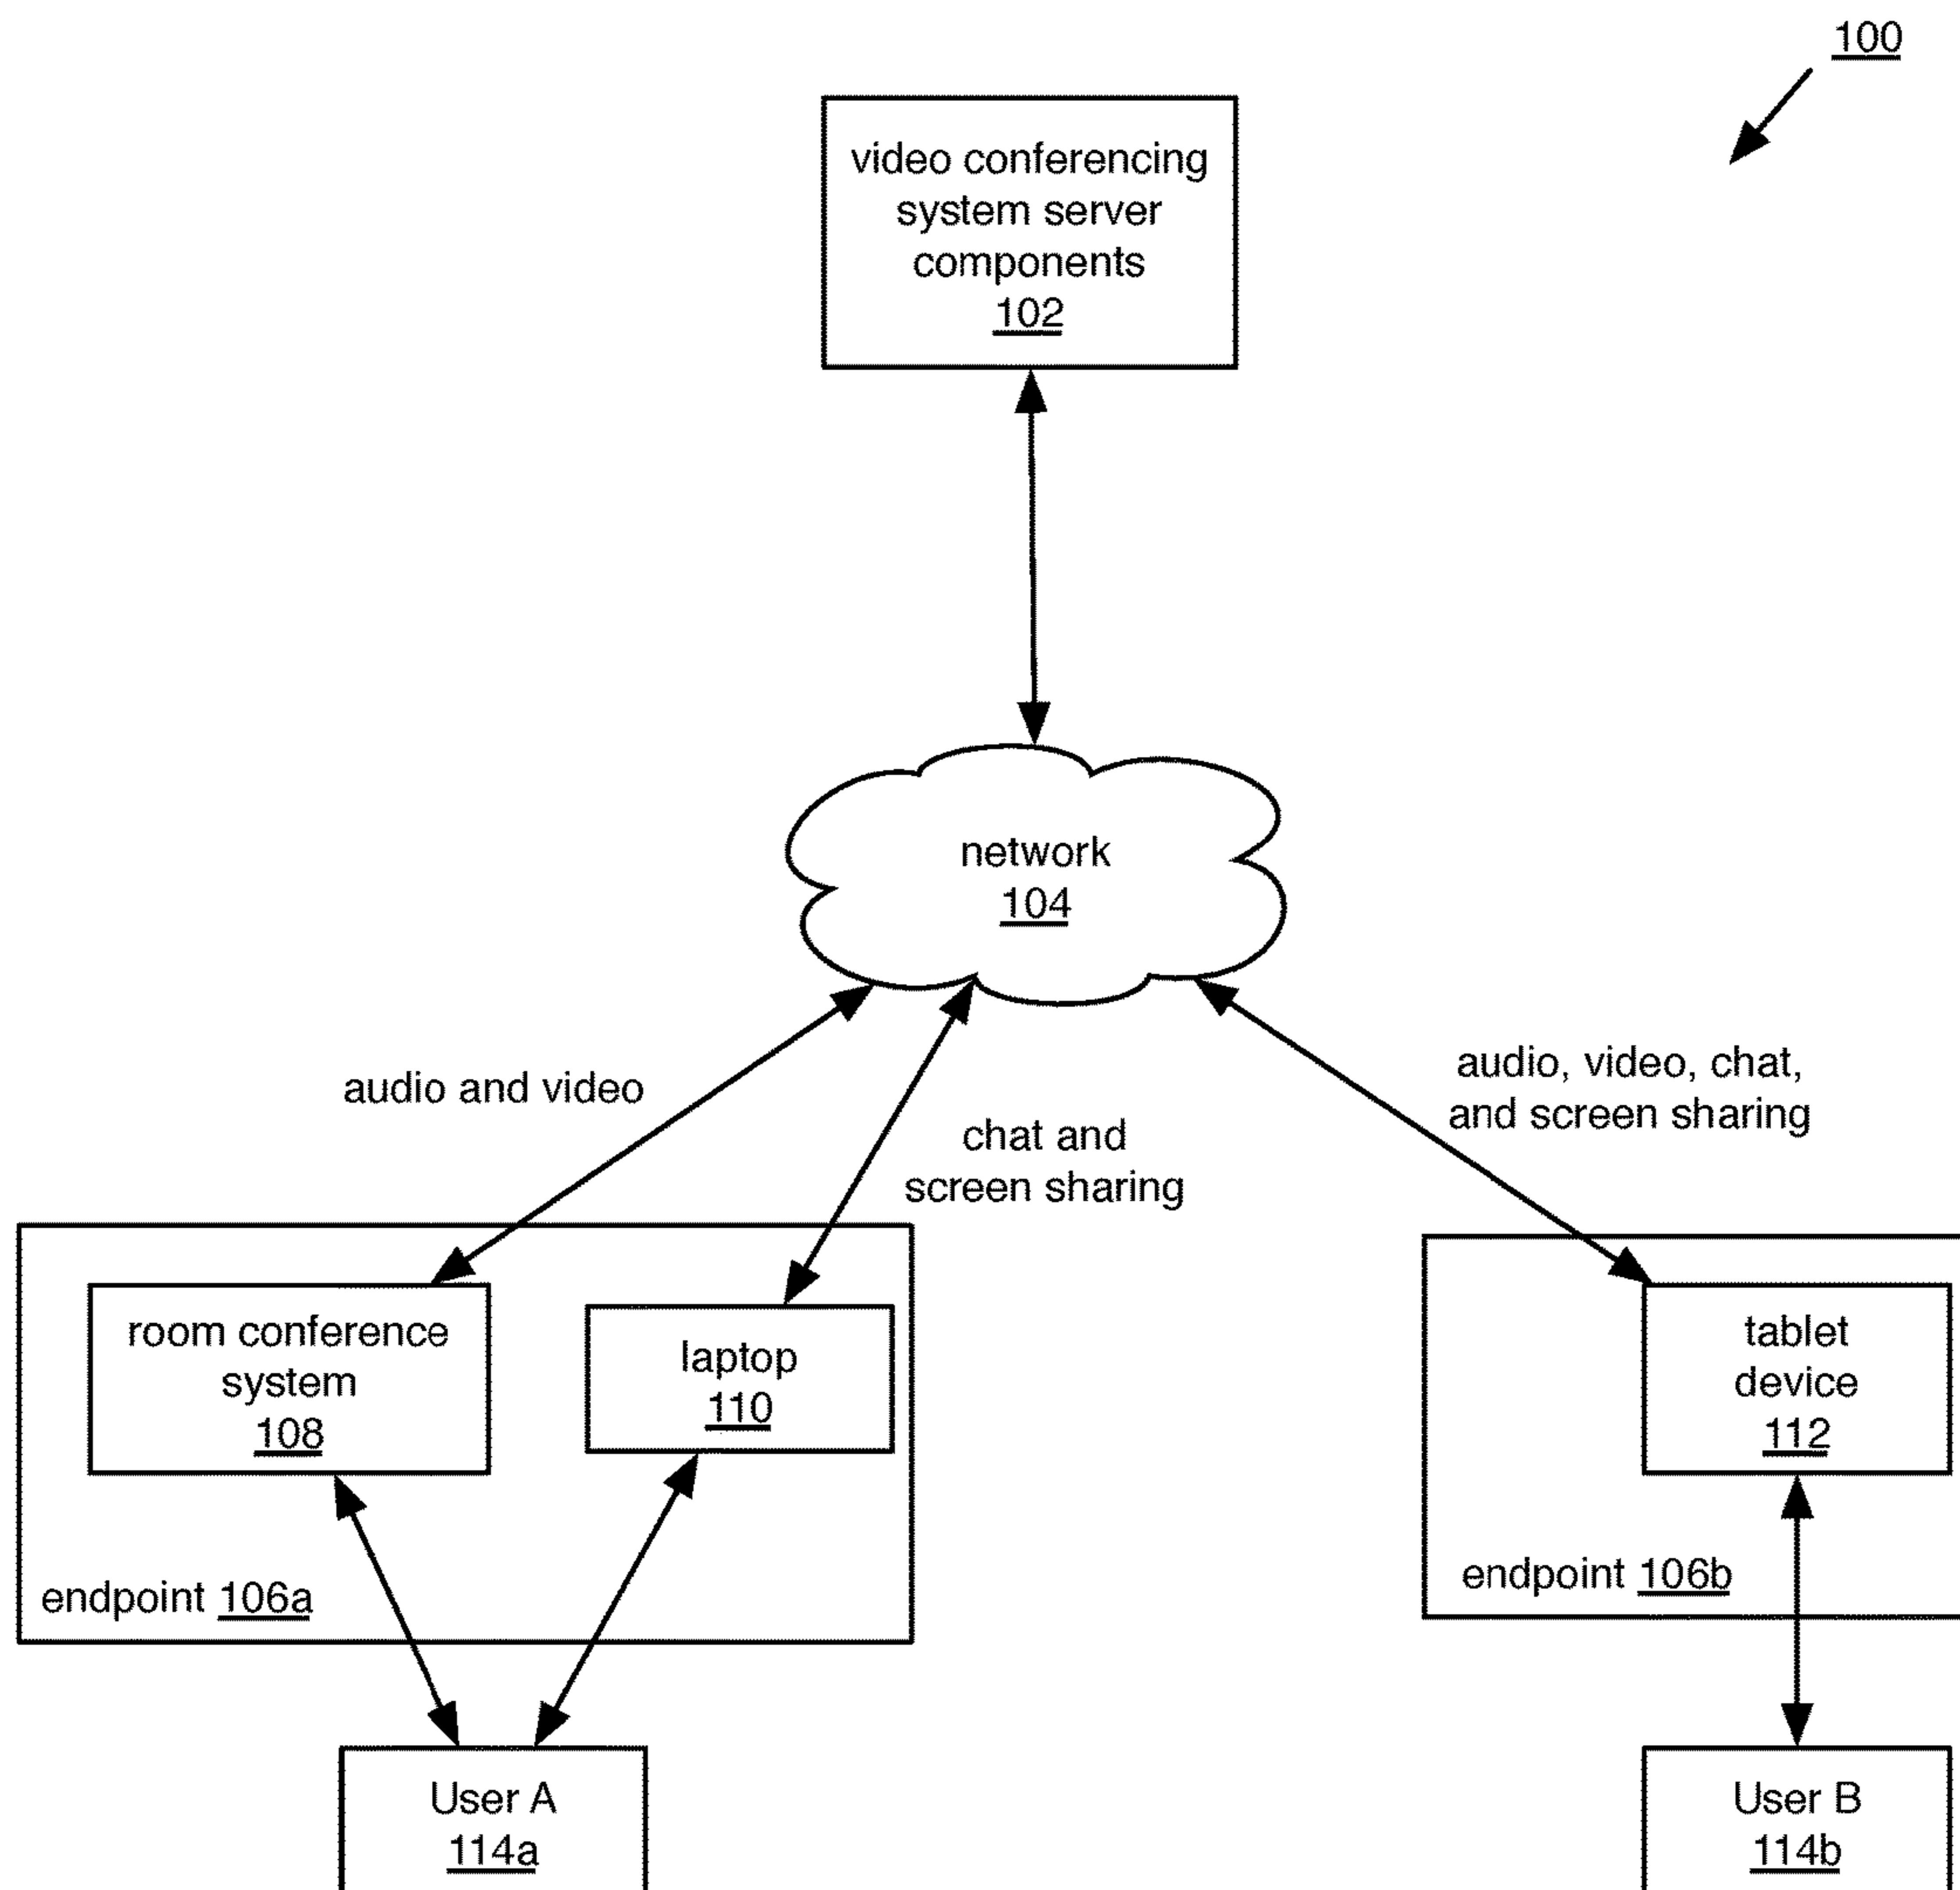 100
video conferencing
system server
components
102
network
104
audio and video
audio, video, chat,
and screen sharing
chat and
screen sharing
room conference
system
108
laptop
110
tablet
device
112
endpoint 106a
endpoint 106b
User A
114a
User B
114b